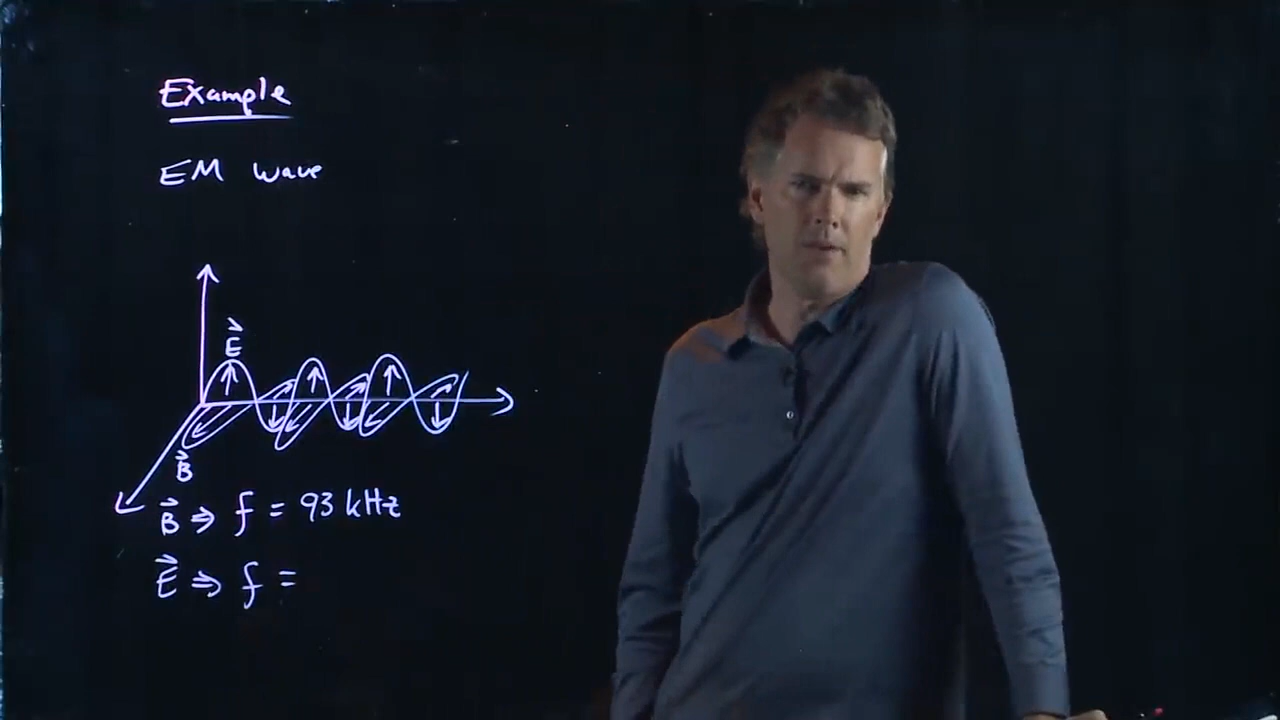 Example
EM wave
E⃗
B⃗
B⃗ ⇒ f = 93 kHz
E⃗ ⇒ f =